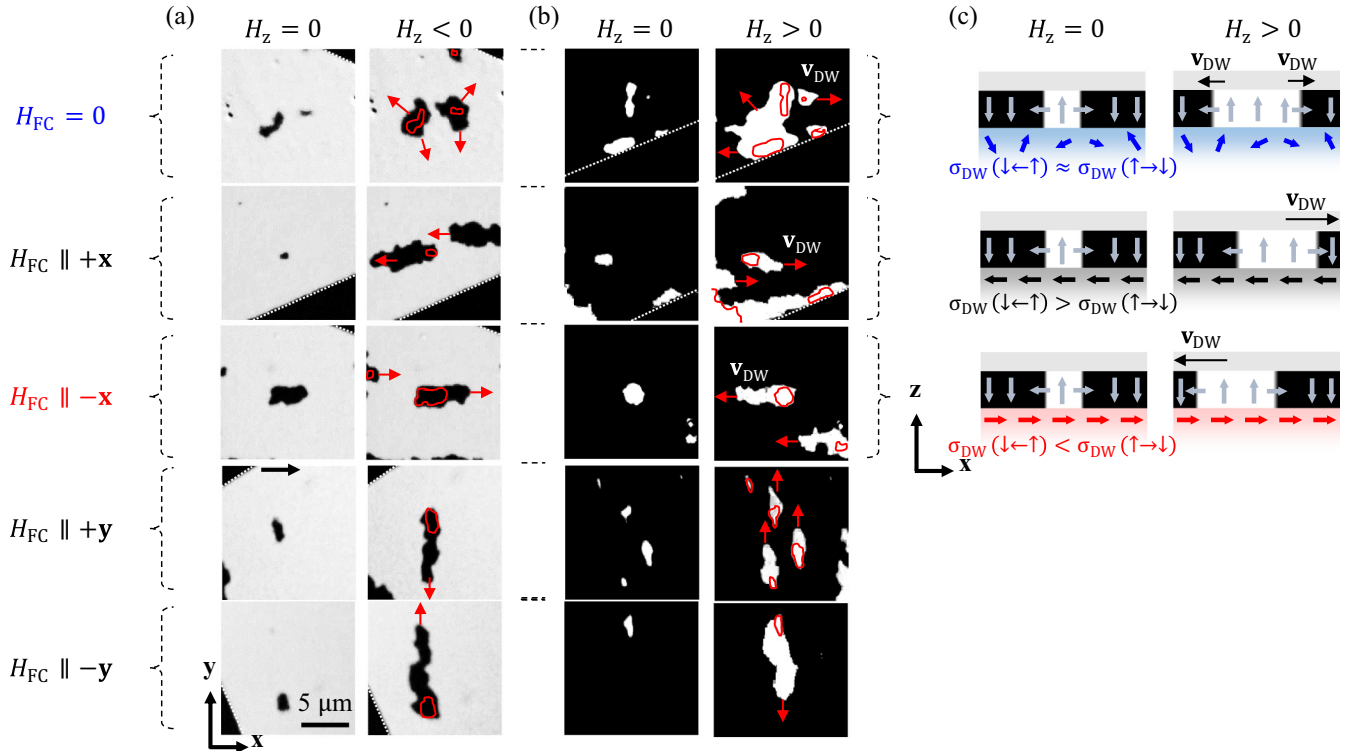 (a)
(b)
(c)
H_z = 0
H_z < 0
H_z = 0
H_z > 0
H_z = 0
H_z > 0
H_FC = 0
v_DW
v_DW
v_DW
σ_DW(↓←↑) ≈ σ_DW(↑→↓)
H_FC ∥ +x
v_DW
v_DW
σ_DW(↓←↑) > σ_DW(↑→↓)
H_FC ∥ −x
v_DW
v_DW
σ_DW(↓←↑) < σ_DW(↑→↓)
z
x
H_FC ∥ +y
H_FC ∥ −y
y
x
5 μm